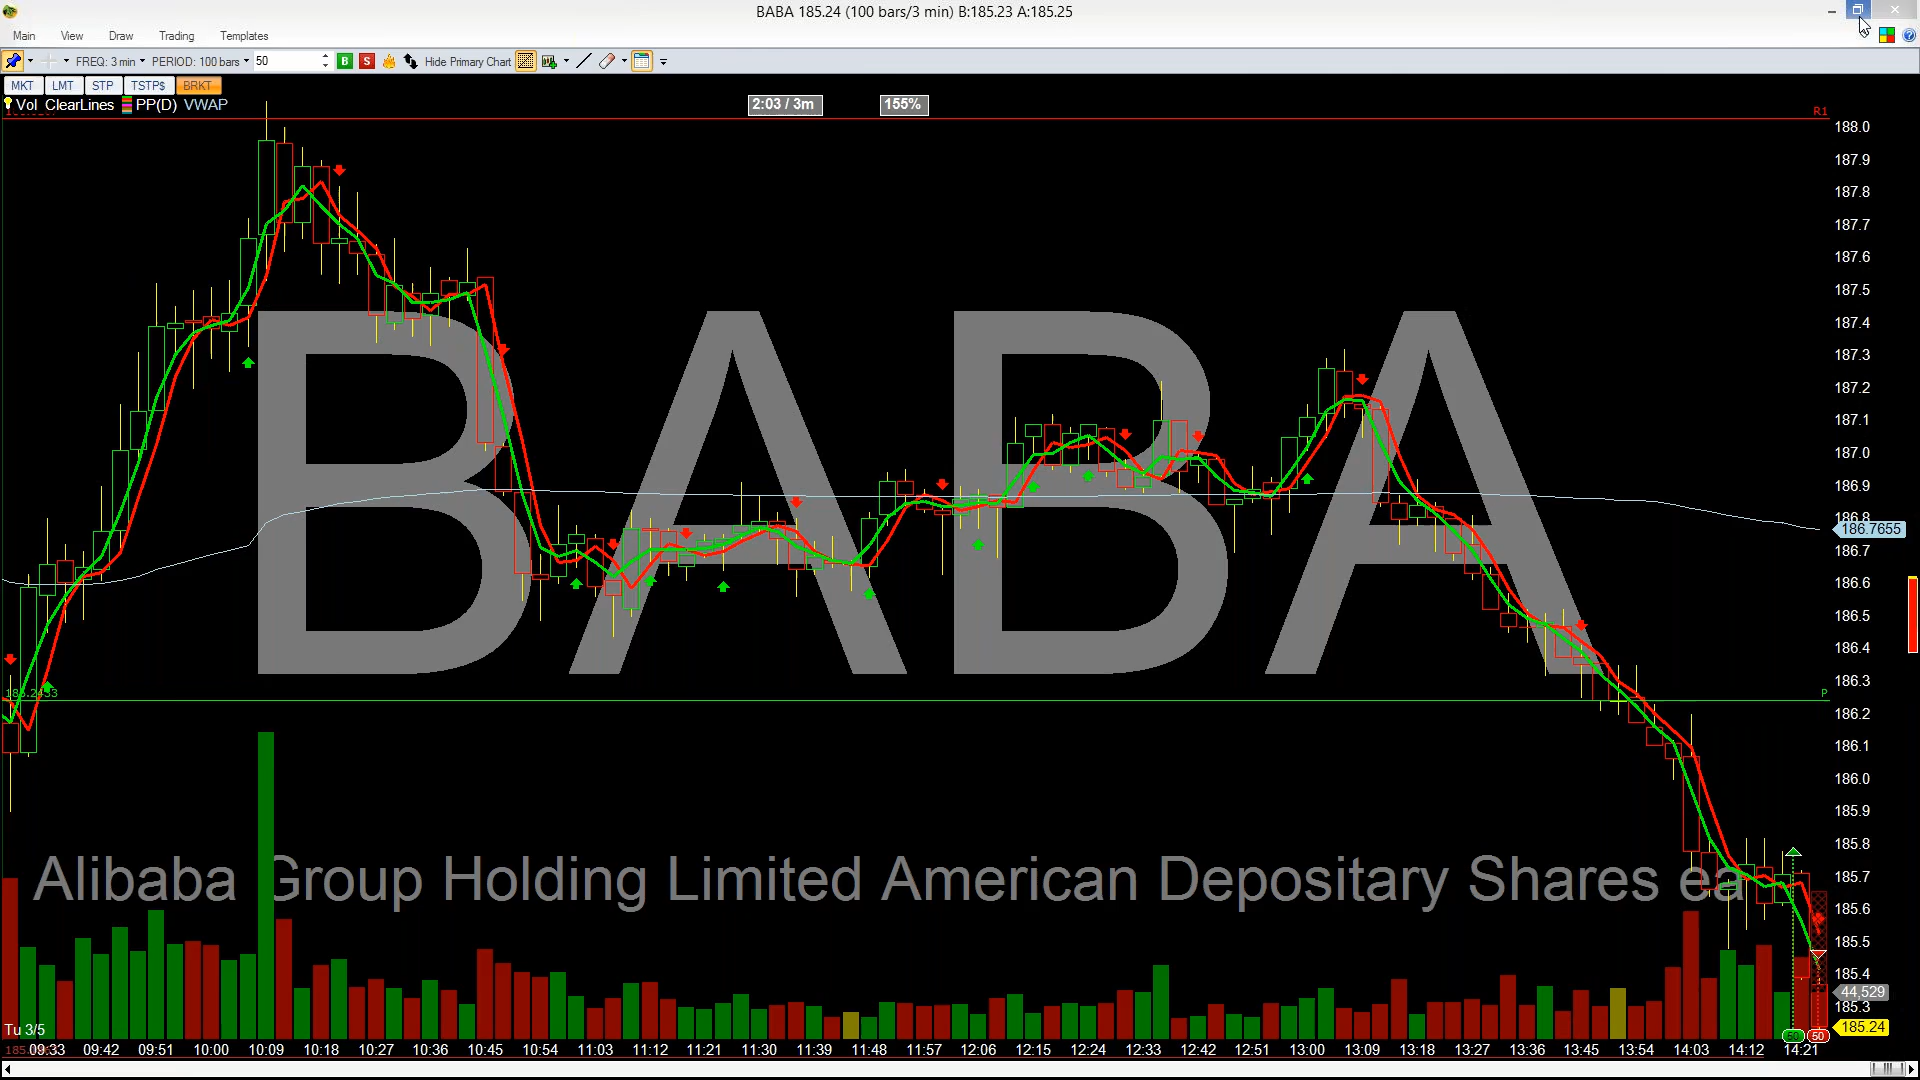 BABA 185.24 (100 bars/3 min) B:185.23 A:185.25
Main View Draw Trading Templates
FREQ: 3 min PERIOD: 100 bars 50 B S Hide Primary Chart
MKT LMT STP TSTP$ BRKT
Vol ClearLines PP(D) VWAP
2:03 / 3m 155%
R1
188.0
187.9
187.8
187.7
187.6
187.5
187.4
187.3
187.2
187.1
187.0
186.9
186.8
186.7655
186.7
186.6
186.5
186.4
186.3
P
186.2
186.1
186.0
185.9
185.8
185.7
185.6
185.5
185.4
44,529
185.3
185.24
BABA
Alibaba Group Holding Limited American Depositary Shares ea
Tu 3/5
50
09:33 09:42 09:51 10:00 10:09 10:18 10:27 10:36 10:45 10:54 11:03 11:12 11:21 11:30 11:39 11:48 11:57 12:06 12:15 12:24 12:33 12:42 12:51 13:00 13:09 13:18 13:27 13:36 13:45 13:54 14:03 14:12 14:21